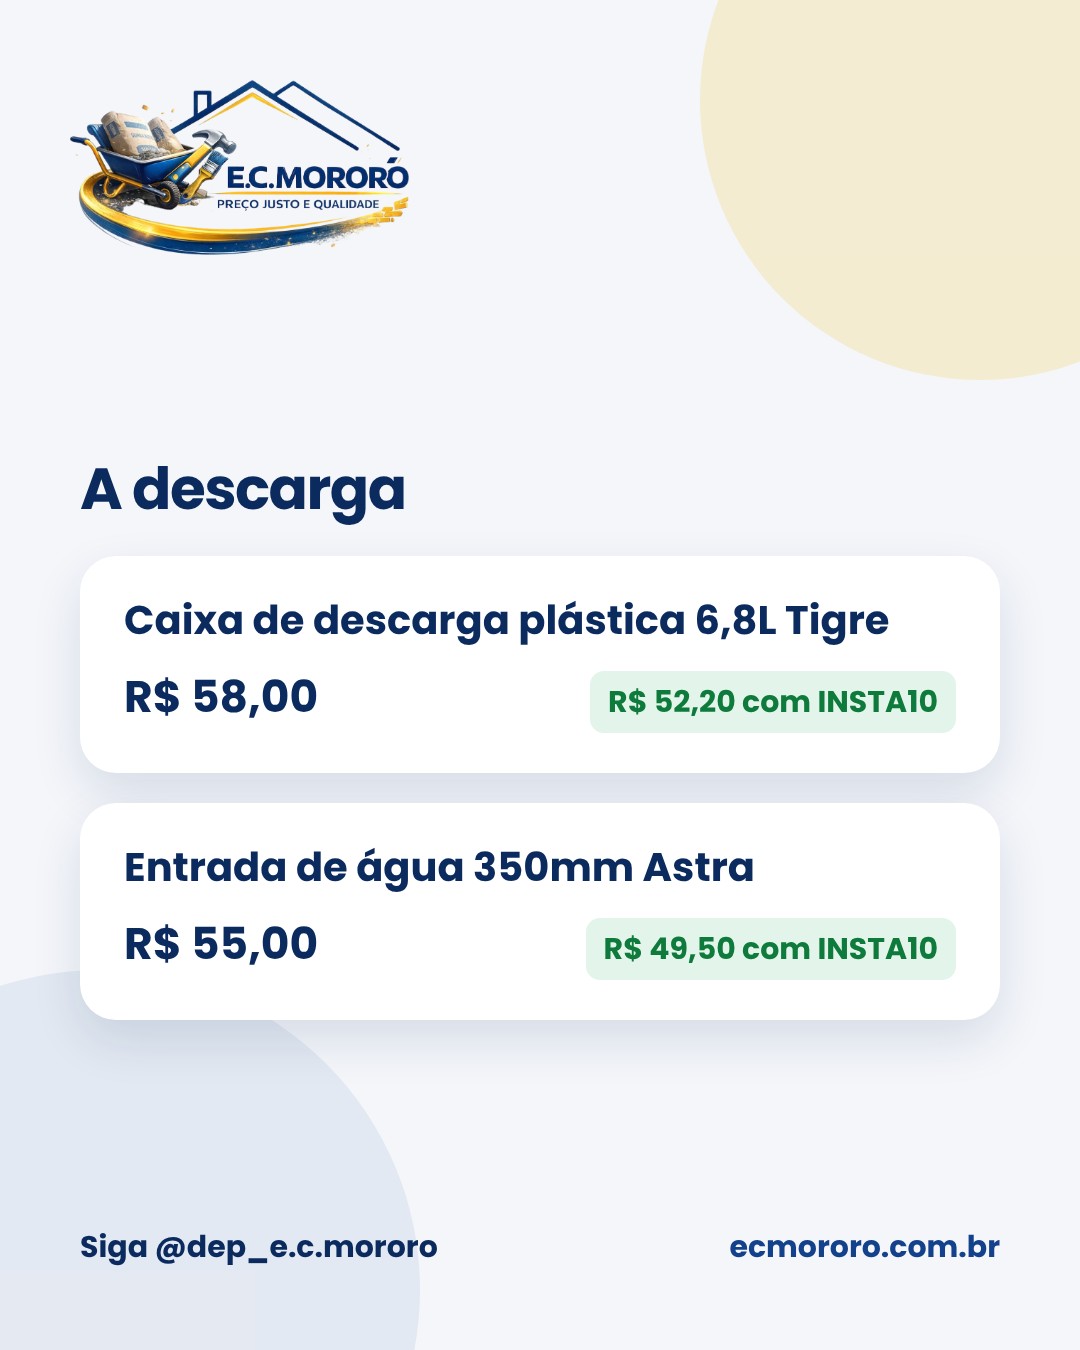 E.C.MORORÓ
PREÇO JUSTO E QUALIDADE
A descarga
Caixa de descarga plástica 6,8L Tigre
R$ 58,00
R$ 52,20 com INSTA10
Entrada de água 350mm Astra
R$ 55,00
R$ 49,50 com INSTA10
Siga @dep_e.c.mororo
ecmororo.com.br